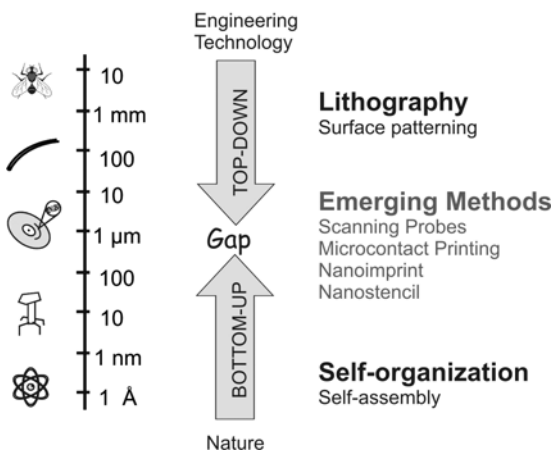 Engineering
Technology
10
1 mm
100
10
1 µm
100
10
1 nm
1 Å
TOP-DOWN
Gap
BOTTOM-UP
Nature
Lithography
Surface patterning
Emerging Methods
Scanning Probes
Microcontact Printing
Nanoimprint
Nanostencil
Self-organization
Self-assembly